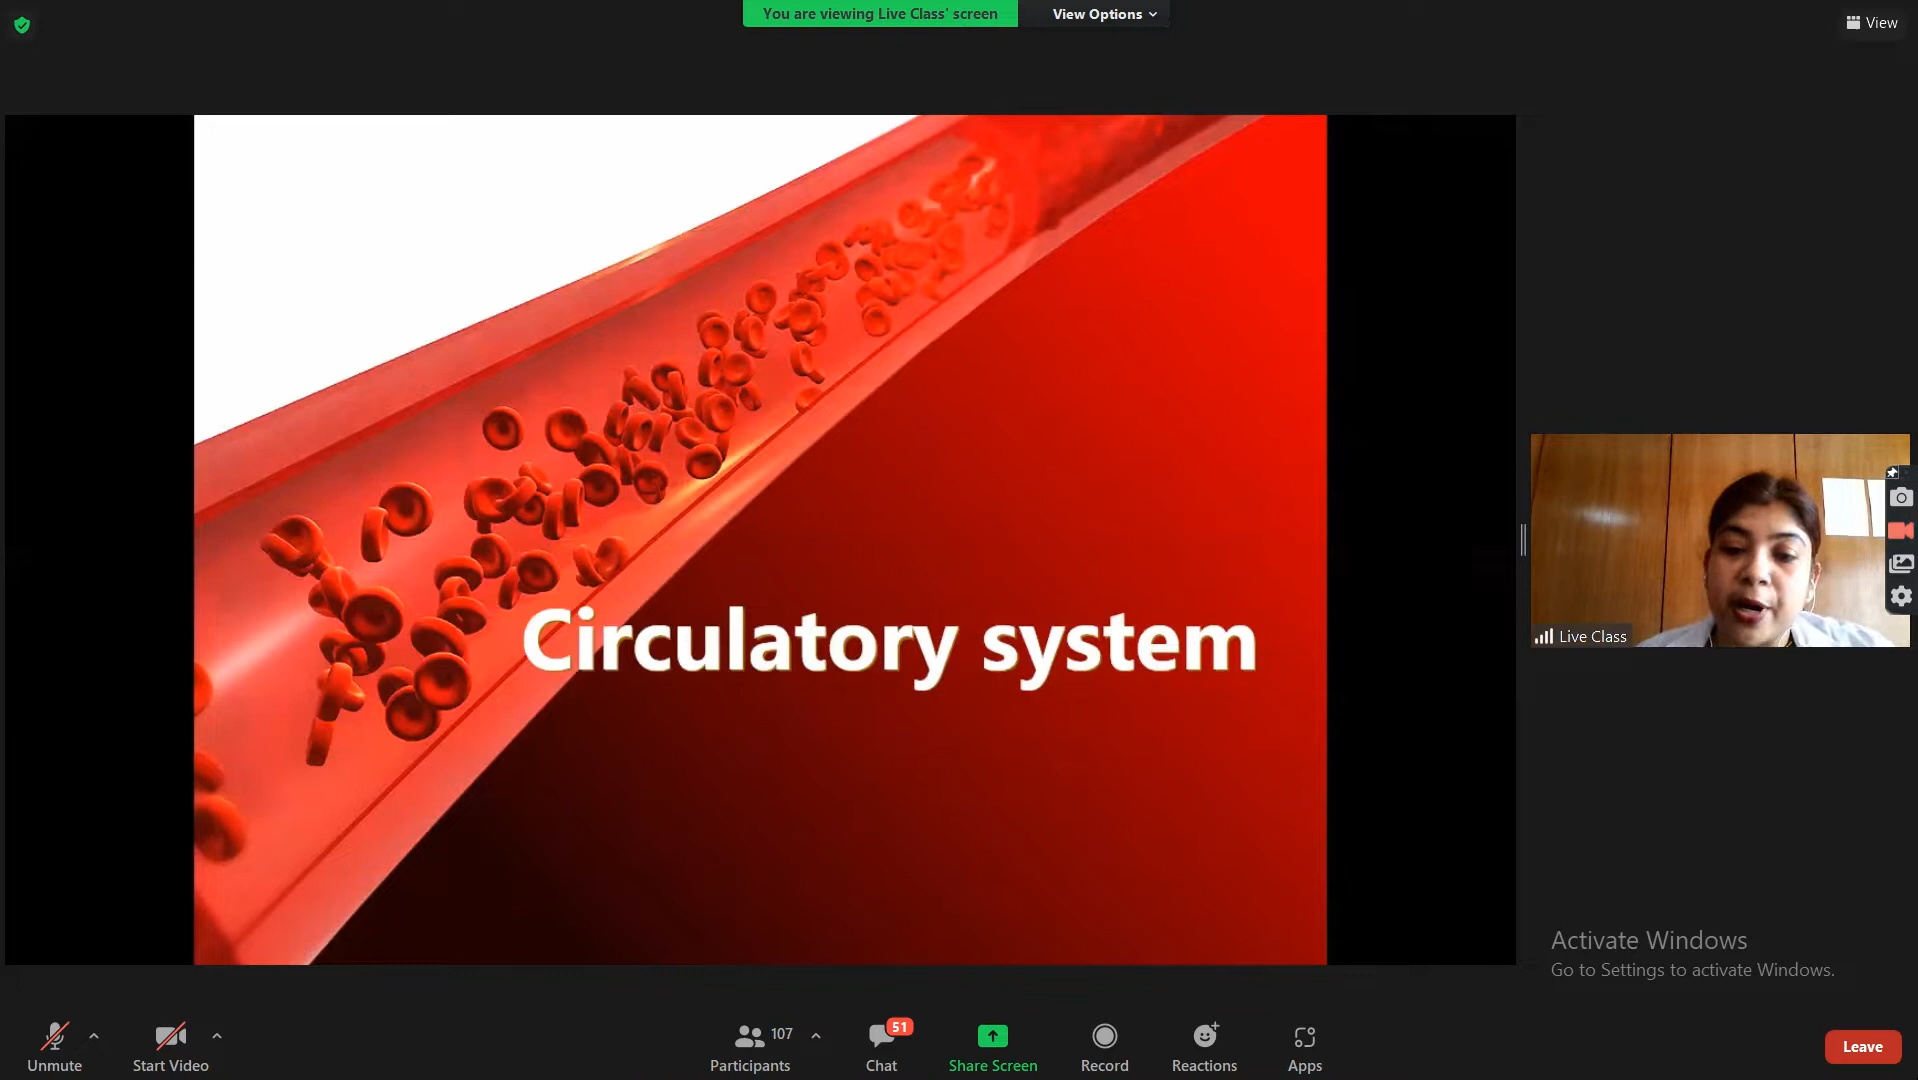 You are viewing Live Class' screen
View Options
View
Circulatory system
Live Class
Activate Windows
Go to Settings to activate Windows.
Unmute
Start Video
107
Participants
51
Chat
Share Screen
Record
Reactions
Apps
Leave